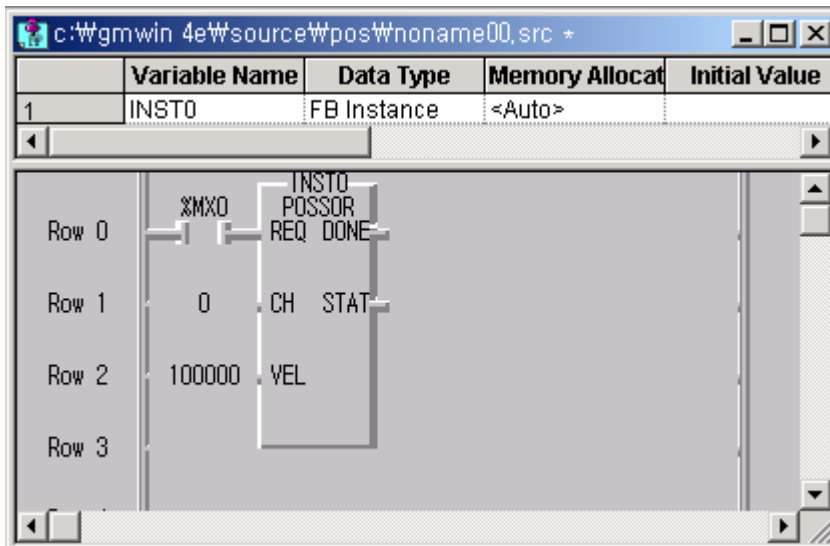 c:₩gmwin 4e₩source₩pos₩noname00.src *
Variable Name Data Type Memory Allocat Initial Value
1 INST0 FB Instance <Auto>
INST0
%MX0 POSSOR
Row 0 REQ DONE
Row 1 0 CH STAT
Row 2 100000 VEL
Row 3